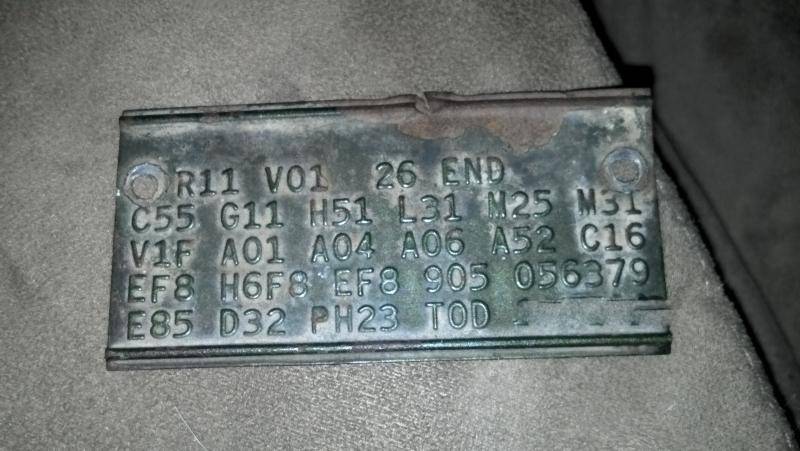 R11 V01 26 END
C55 G11 H51 L31 M25 M31
V1F A01 A04 A06 A52 C16
EF8 H6F8 EF8 905 056379
E85 D32 PH23 TOD